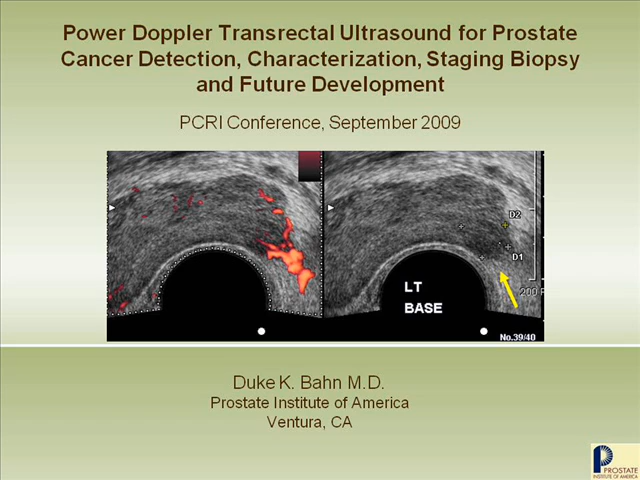 Power Doppler Transrectal Ultrasound for Prostate
Cancer Detection, Characterization, Staging Biopsy
and Future Development
PCRI Conference, September 2009
D2
D1
200
LT
BASE
No.39/40
Duke K. Bahn M.D.
Prostate Institute of America
Ventura, CA
PROSTATE
INSTITUTE OF AMERICA